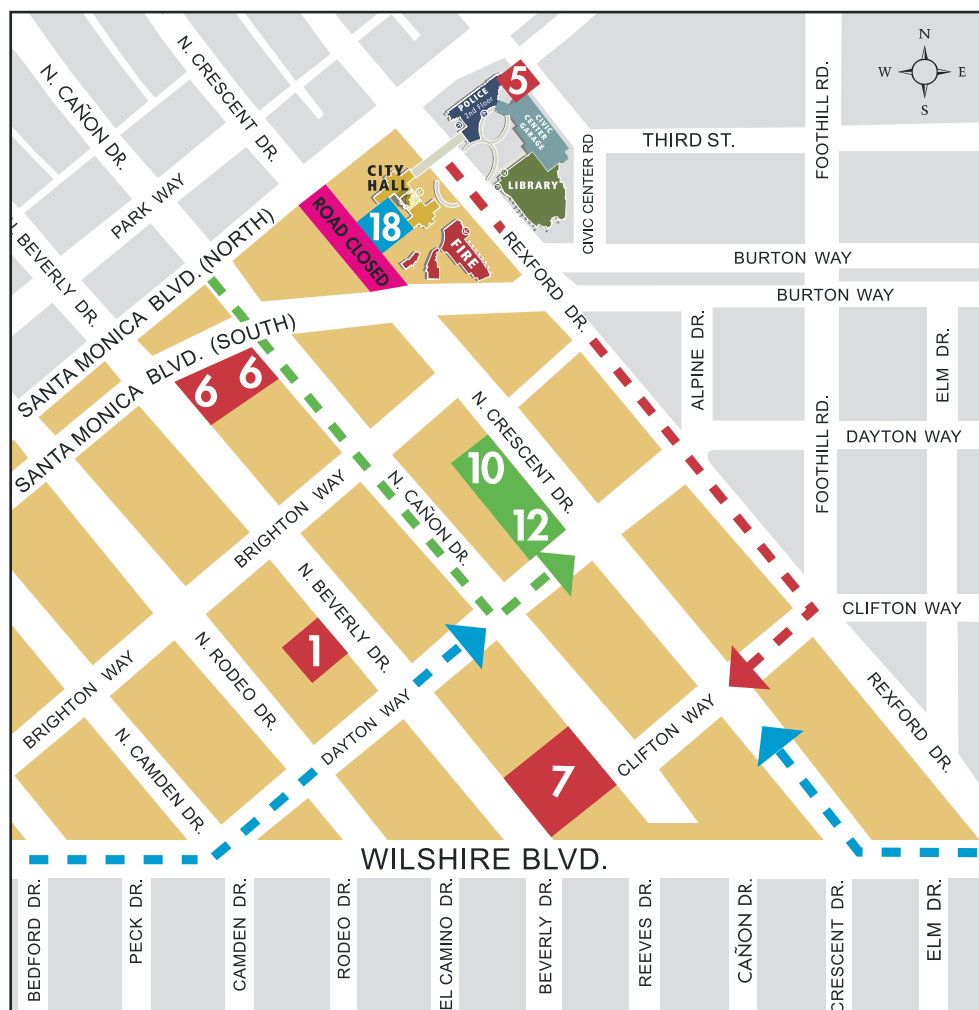 N. CRESCENT DR.
N. CAÑON DR.
N
W
E
S
5
POLICE
2nd Floor
CIVIC
CENTER
GARAGE
LIBRARY
THIRD ST.
FOOTHILL RD.
CIVIC CENTER RD
PARK WAY
CITY
HALL
18
ROAD CLOSED
FIRE
REXFORD DR.
BURTON WAY
BURTON WAY
SANTA MONICA BLVD. (NORTH)
SANTA MONICA BLVD. (SOUTH)
BEVERLY DR.
6 6
ALPINE DR.
ELM DR.
N. CRESCENT DR.
DAYTON WAY
FOOTHILL RD.
10
12
N. CAÑON DR.
BRIGHTON WAY
N. BEVERLY DR.
CLIFTON WAY
1
N. RODEO DR.
BRIGHTON WAY
N. CAMDEN DR.
DAYTON WAY
7
CLIFTON WAY
REXFORD DR.
WILSHIRE BLVD.
BEDFORD DR.
PECK DR.
CAMDEN DR.
RODEO DR.
EL CAMINO DR.
BEVERLY DR.
REEVES DR.
CAÑON DR.
CRESCENT DR.
ELM DR.